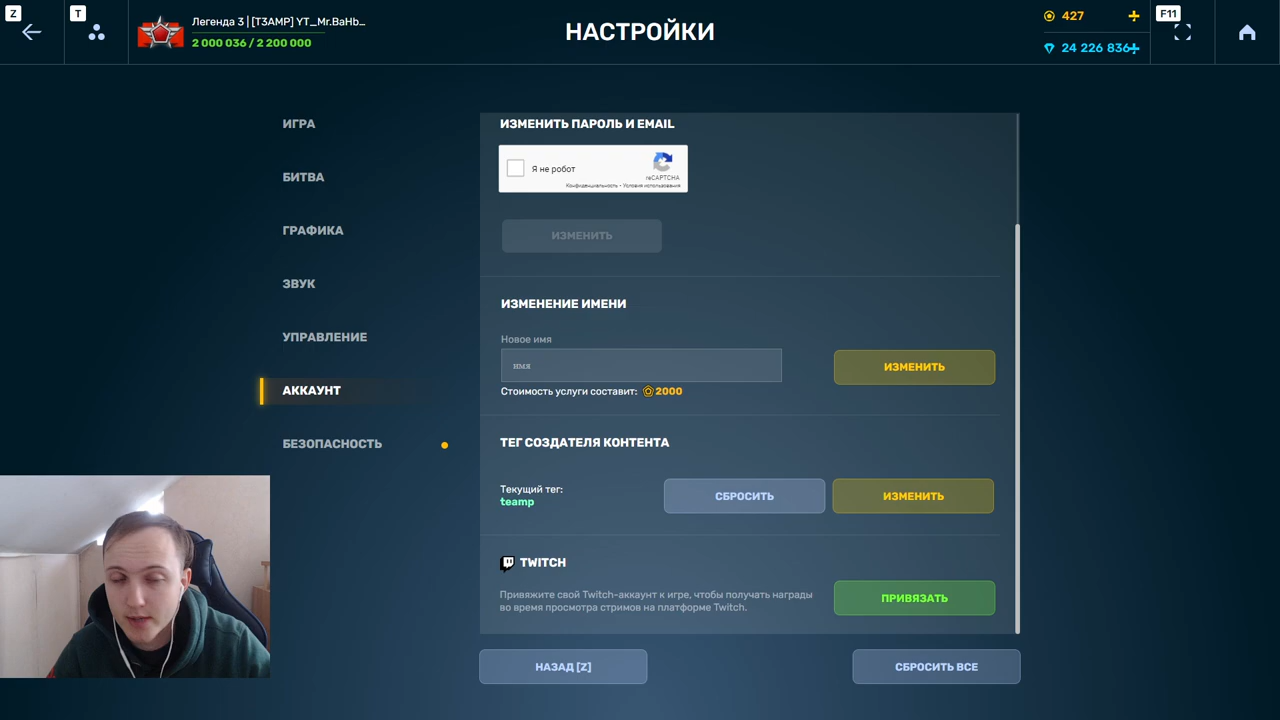 Z
T
Легенда 3 | [T3AMP] YT_Mr.BaHb...
2 000 036 / 2 200 000
НАСТРОЙКИ
427
24 226 836
F11
ИГРА
БИТВА
ГРАФИКА
ЗВУК
УПРАВЛЕНИЕ
АККАУНТ
БЕЗОПАСНОСТЬ
ИЗМЕНИТЬ ПАРОЛЬ И EMAIL
Я не робот
reCAPTCHA
Конфиденциальность - Условия использования
ИЗМЕНИТЬ
ИЗМЕНЕНИЕ ИМЕНИ
Новое имя
имя
ИЗМЕНИТЬ
Стоимость услуги составит: 2000
ТЕГ СОЗДАТЕЛЯ КОНТЕНТА
Текущий тег:
teamp
СБРОСИТЬ
ИЗМЕНИТЬ
TWITCH
Привяжите свой Twitch-аккаунт к игре, чтобы получать награды
во время просмотра стримов на платформе Twitch.
ПРИВЯЗАТЬ
НАЗАД [Z]
СБРОСИТЬ ВСЕ